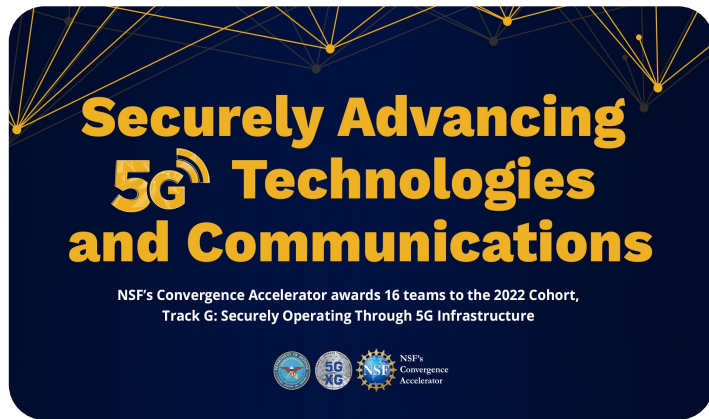 Securely Advancing
5G Technologies
and Communications
NSF's Convergence Accelerator awards 16 teams to the 2022 Cohort,
Track G: Securely Operating Through 5G Infrastructure
5G
XG
NSF
NSF's
Convergence
Accelerator